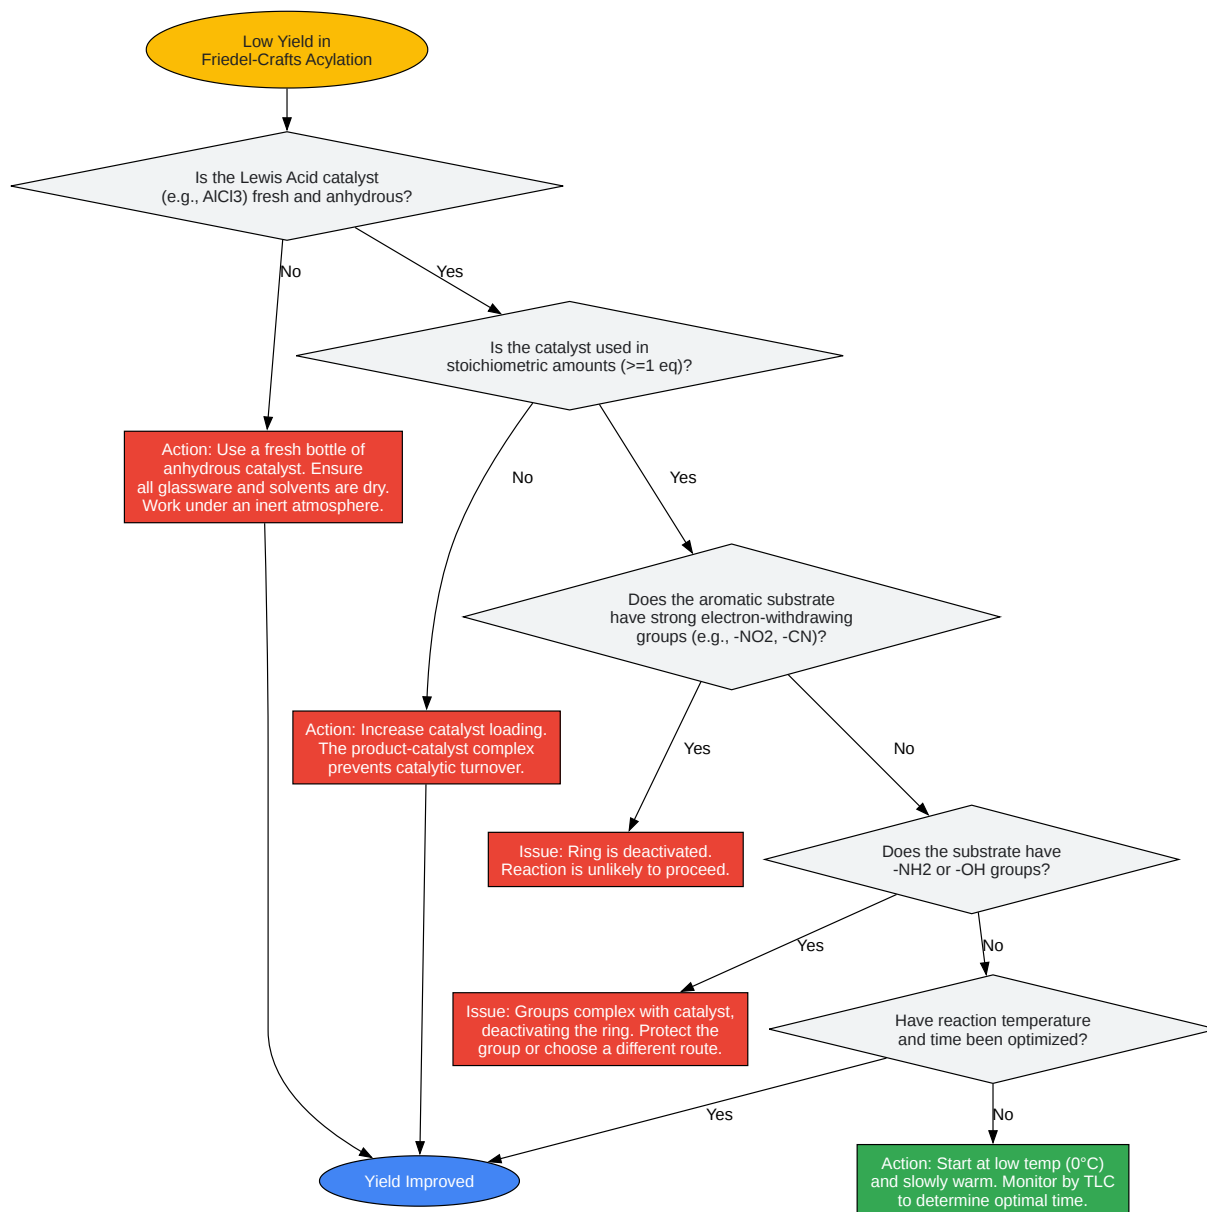 Low Yield in
Friedel-Crafts Acylation
Is the Lewis Acid catalyst
(e.g., AlCl3) fresh and anhydrous?
No
Yes
Is the catalyst used in
stoichiometric amounts (>=1 eq)?
Action: Use a fresh bottle of
anhydrous catalyst. Ensure
all glassware and solvents are dry.
Work under an inert atmosphere.
No
Yes
Does the aromatic substrate
have strong electron-withdrawing
groups (e.g., -NO2, -CN)?
Action: Increase catalyst loading.
The product-catalyst complex
prevents catalytic turnover.
Yes
No
Issue: Ring is deactivated.
Reaction is unlikely to proceed.
Does the substrate have
-NH2 or -OH groups?
Yes
No
Issue: Groups complex with catalyst,
deactivating the ring. Protect the
group or choose a different route.
Have reaction temperature
and time been optimized?
Yes
No
Yield Improved
Action: Start at low temp (0°C)
and slowly warm. Monitor by TLC
to determine optimal time.